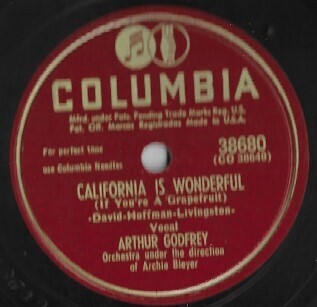 COLUMBIA
Mfrd. under Pats. Pending Trade Marks Reg. U.S.
Pat. Off. Marcas Registradas Made in U.S.A.
For perfect tone
use Columbia Needles
38680
(CO 38649)
CALIFORNIA IS WONDERFUL
(If You're A Grapefruit)
-David-Hoffman-Livingston-
Vocal
ARTHUR GODFREY
Orchestra under the direction
of Archie Bleyer